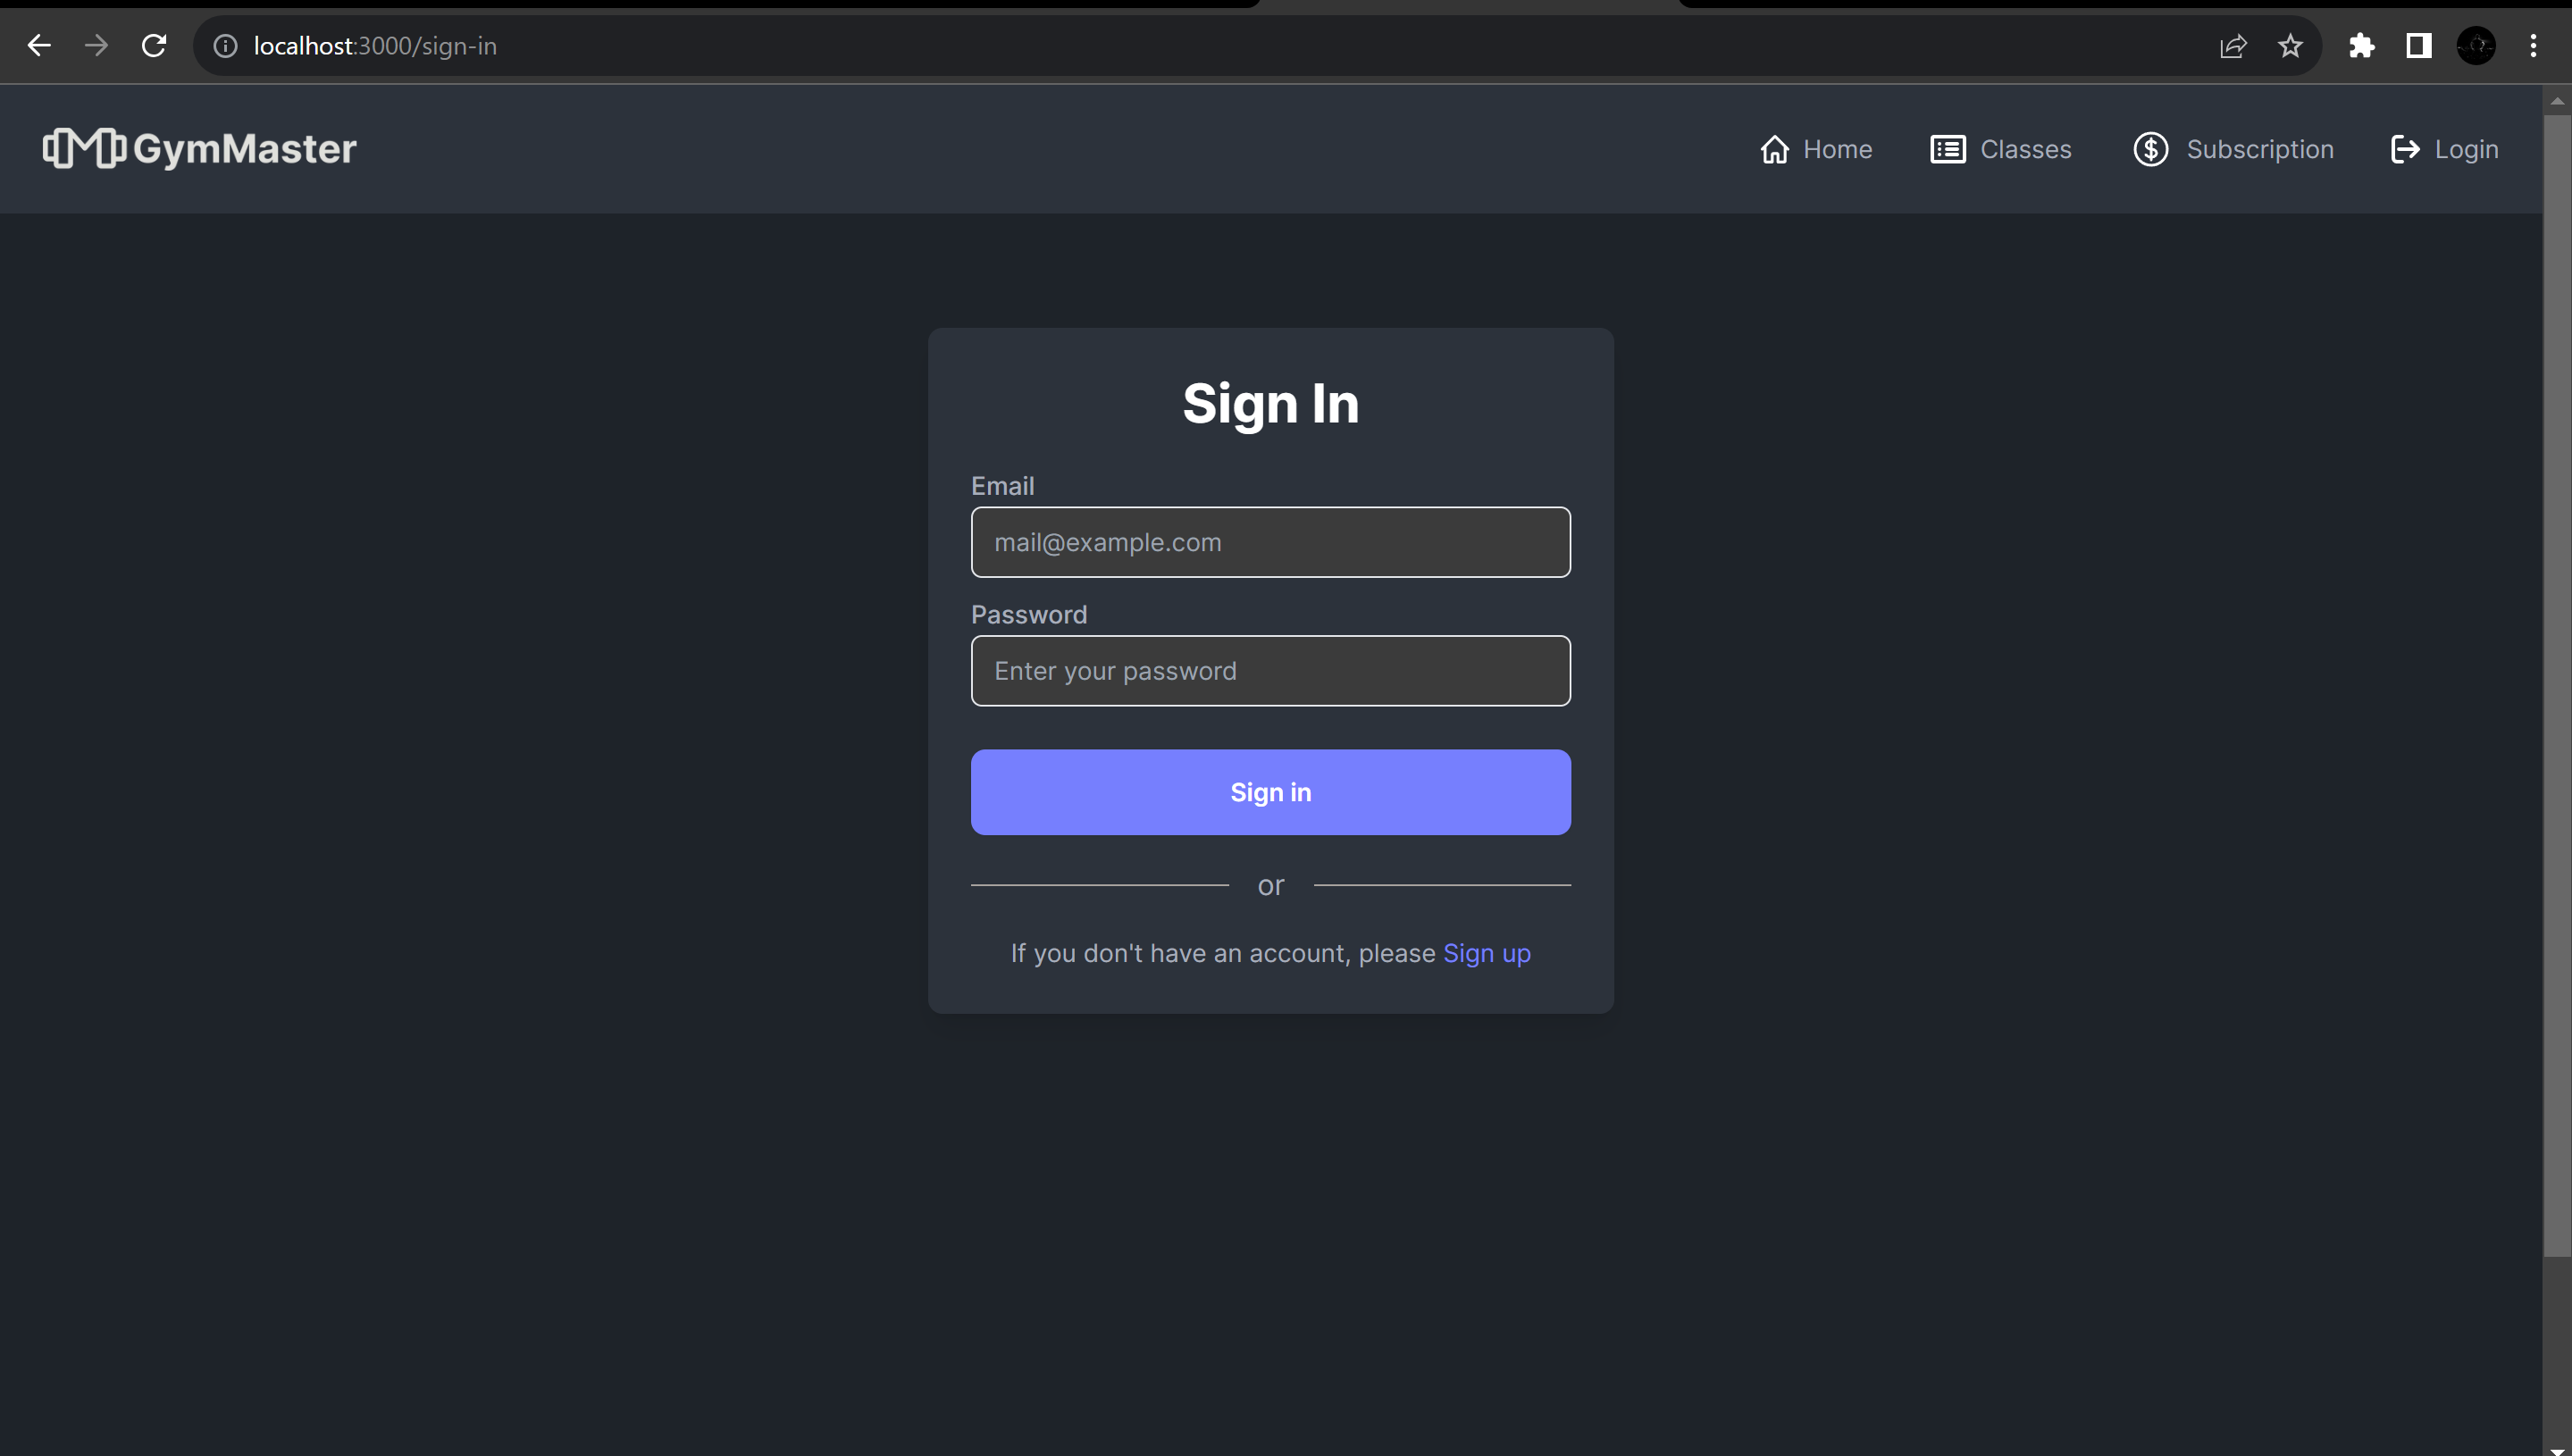 localhost:3000/sign-in
GymMaster
Home
Classes
Subscription
Login
Sign In
Email
mail@example.com
Password
Enter your password
Sign in
or
If you don't have an account, please Sign up